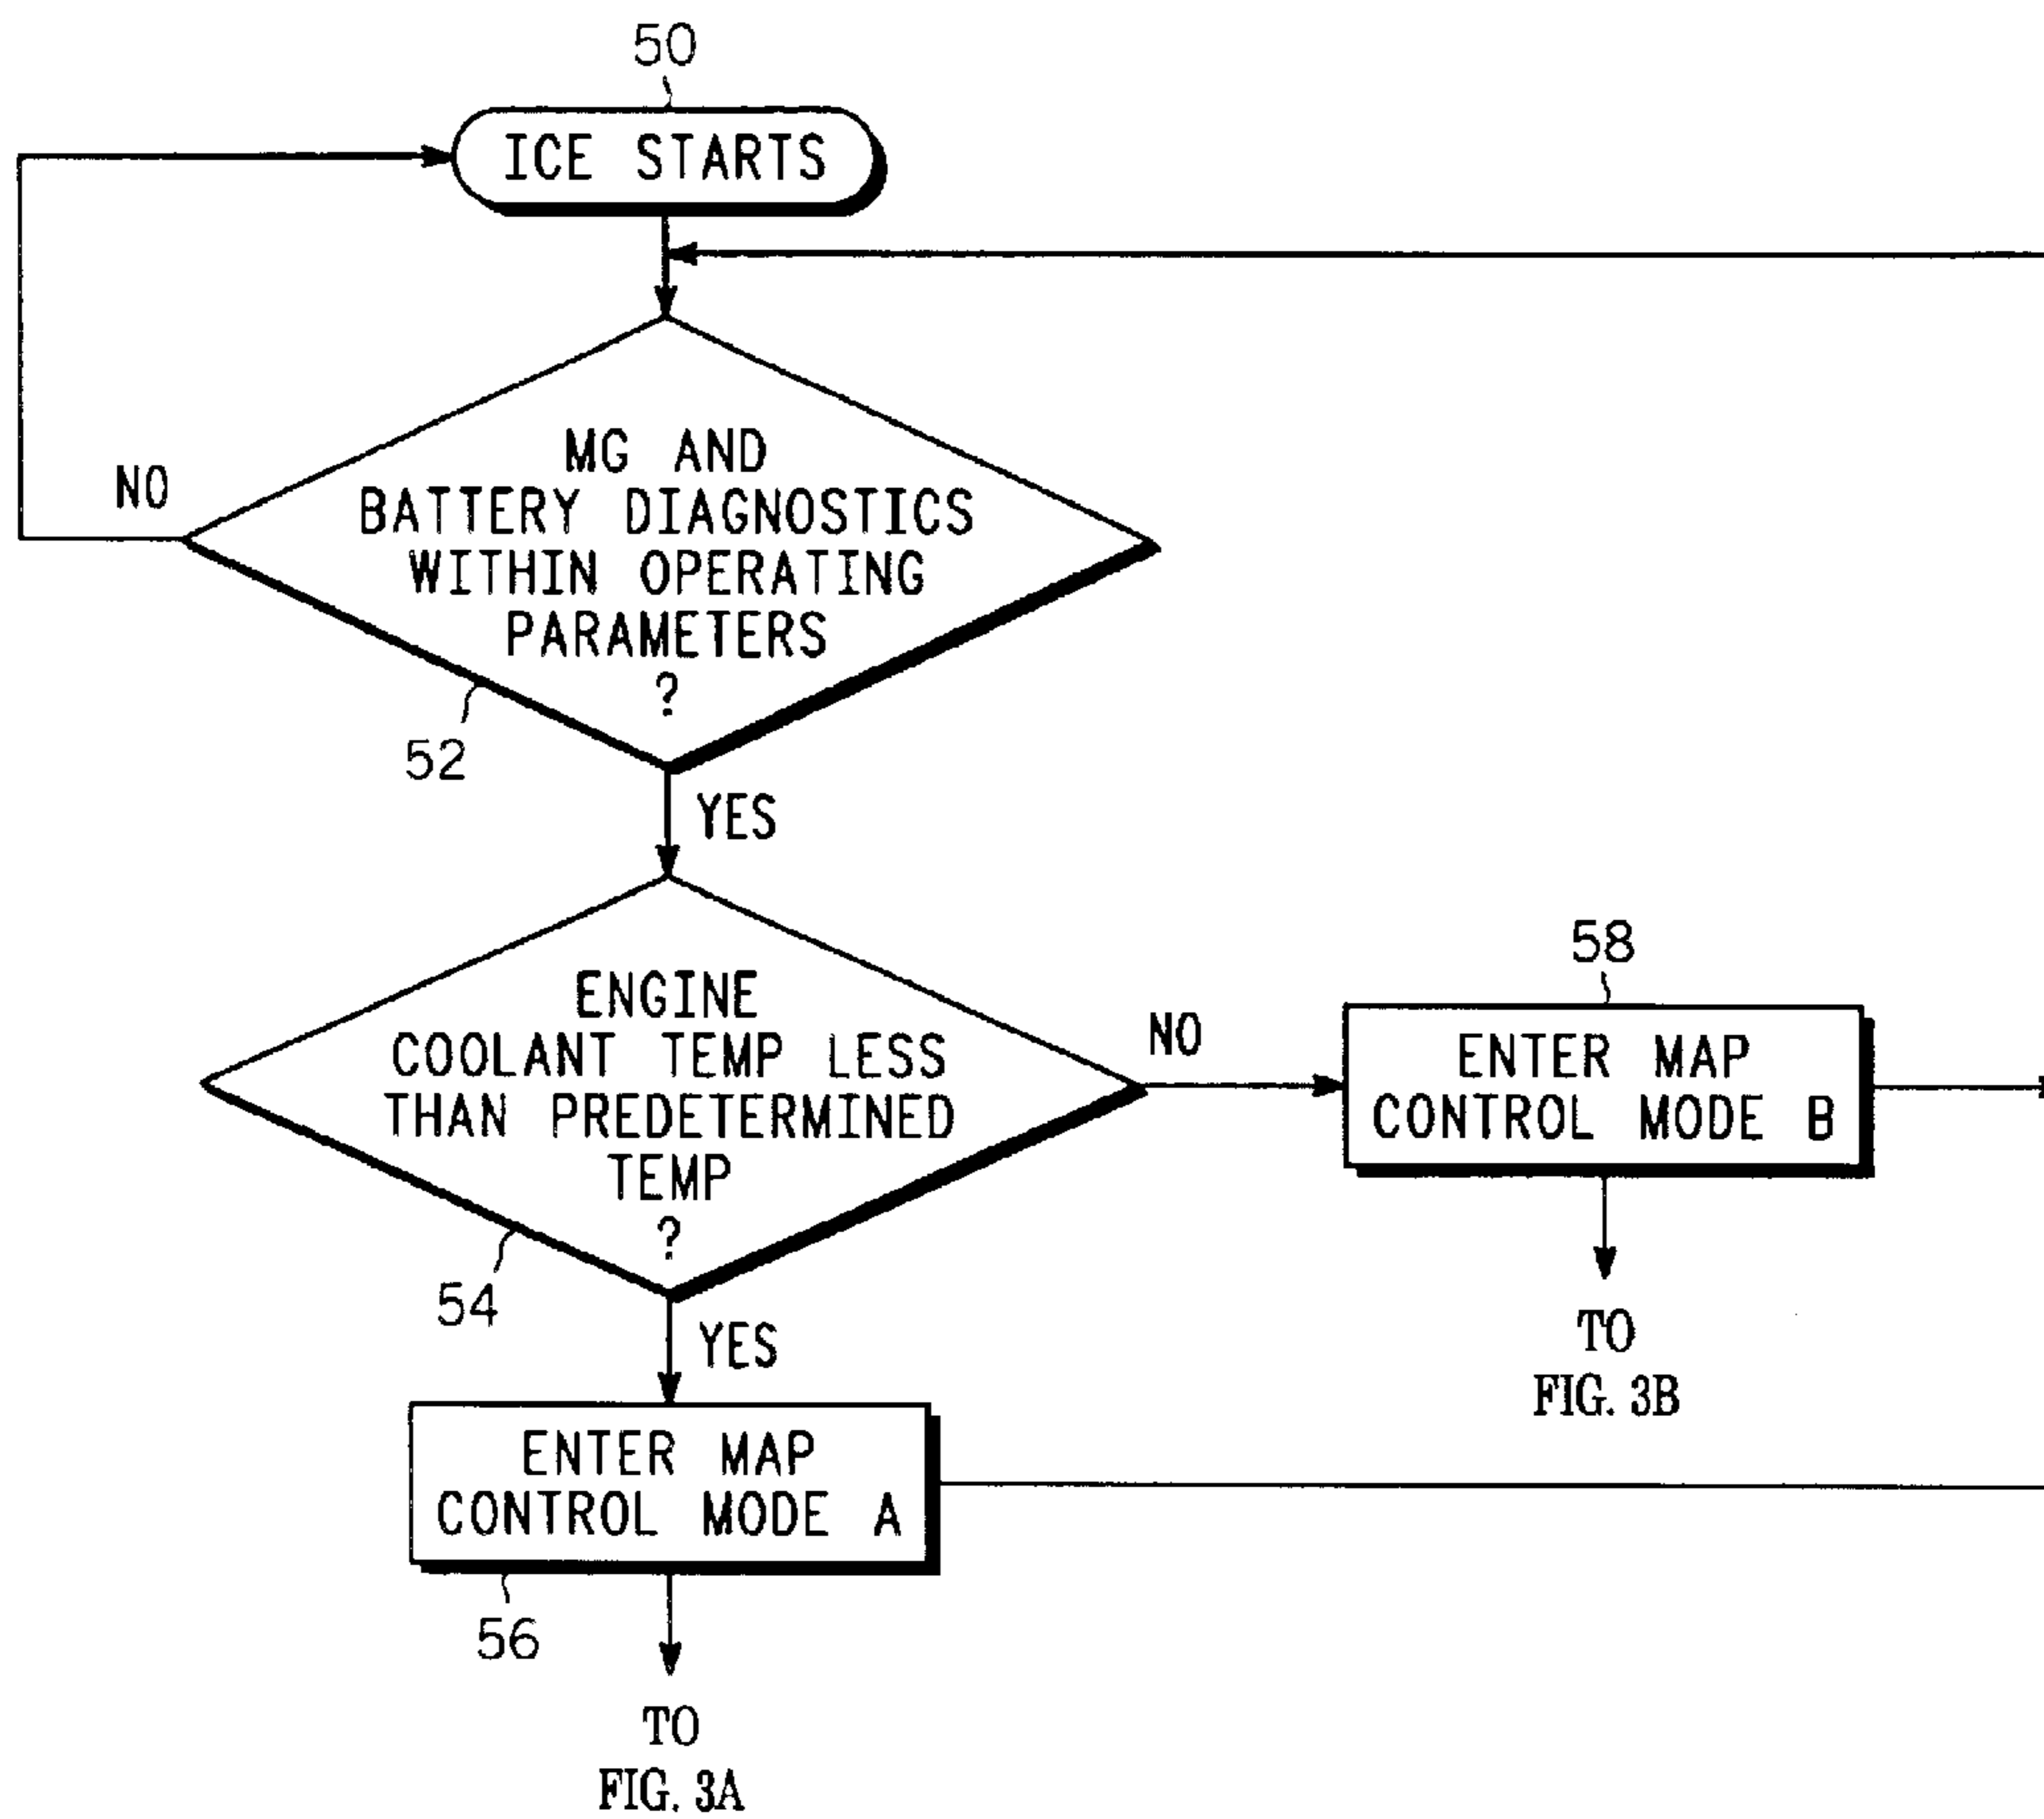 50
ICE STARTS
MG AND
BATTERY DIAGNOSTICS
WITHIN OPERATING
PARAMETERS
?
NO
52
YES
ENGINE
COOLANT TEMP LESS
THAN PREDETERMINED
TEMP
?
54
NO
58
ENTER MAP
CONTROL MODE B
TO
FIG. 3B
YES
ENTER MAP
CONTROL MODE A
56
TO
FIG. 3A